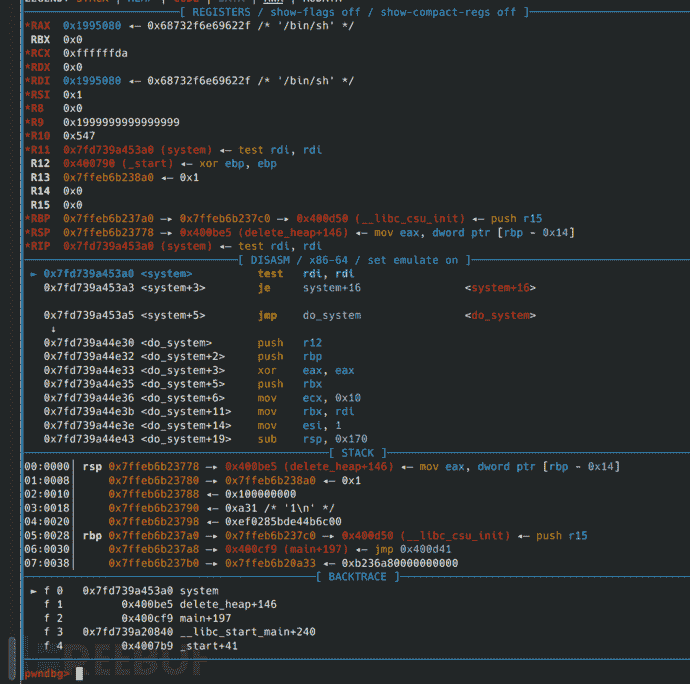 [ REGISTERS / show-flags off / show-compact-regs off ]
*RAX 0x1995080 ◂— 0x68732f6e69622f /* '/bin/sh' */
RBX 0x0
*RCX 0xffffffda
*RDX 0x0
*RDI 0x1995080 ◂— 0x68732f6e69622f /* '/bin/sh' */
*RSI 0x1
*R8 0x0
*R9 0x1999999999999999
*R10 0x547
*R11 0x7fd739a453a0 (system) ◂— test rdi, rdi
R12 0x400790 (_start) ◂— xor ebp, ebp
R13 0x7ffeb6b238a0 ◂— 0x1
R14 0x0
R15 0x0
*RBP 0x7ffeb6b237a0 —▸ 0x7ffeb6b237c0 —▸ 0x400d50 (__libc_csu_init) ◂— push r15
*RSP 0x7ffeb6b23778 —▸ 0x400be5 (delete_heap+146) ◂— mov eax, dword ptr [rbp - 0x14]
*RIP 0x7fd739a453a0 (system) ◂— test rdi, rdi
[ DISASM / x86-64 / set emulate on ]
► 0x7fd739a453a0 <system> test rdi, rdi
0x7fd739a453a3 <system+3> je system+16 <system+16>
0x7fd739a453a5 <system+5> jmp do_system <do_system>
↓
0x7fd739a44e30 <do_system> push r12
0x7fd739a44e32 <do_system+2> push rbp
0x7fd739a44e33 <do_system+3> xor eax, eax
0x7fd739a44e35 <do_system+5> push rbx
0x7fd739a44e36 <do_system+6> mov ecx, 0x10
0x7fd739a44e3b <do_system+11> mov rbx, rdi
0x7fd739a44e3e <do_system+14> mov esi, 1
0x7fd739a44e43 <do_system+19> sub rsp, 0x170
[ STACK ]
00:0000│ rsp 0x7ffeb6b23778 —▸ 0x400be5 (delete_heap+146) ◂— mov eax, dword ptr [rbp - 0x14]
01:0008│ 0x7ffeb6b23780 —▸ 0x7ffeb6b238a0 ◂— 0x1
02:0010│ 0x7ffeb6b23788 ◂— 0x100000000
03:0018│ 0x7ffeb6b23790 ◂— 0xa31 /* '1\n' */
04:0020│ 0x7ffeb6b23798 ◂— 0xef0285bde44b6c00
05:0028│ rbp 0x7ffeb6b237a0 —▸ 0x7ffeb6b237c0 —▸ 0x400d50 (__libc_csu_init) ◂— push r15
06:0030│ 0x7ffeb6b237a8 —▸ 0x400cf9 (main+197) ◂— jmp 0x400d41
07:0038│ 0x7ffeb6b237b0 —▸ 0x7ffeb6b20a33 ◂— 0xb236a80000000000
[ BACKTRACE ]
► f 0 0x7fd739a453a0 system
f 1 0x400be5 delete_heap+146
f 2 0x400cf9 main+197
f 3 0x7fd739a20840 __libc_start_main+240
f 4 0x4007b9 _start+41
pwndbg>